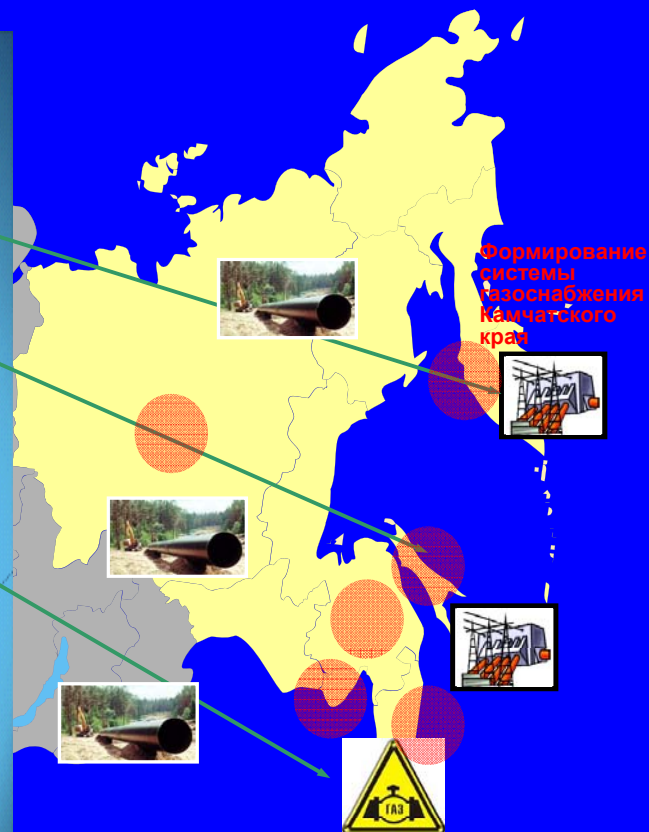 Формирование
системы
газоснабжения
Камчатского
края
ГАЗ